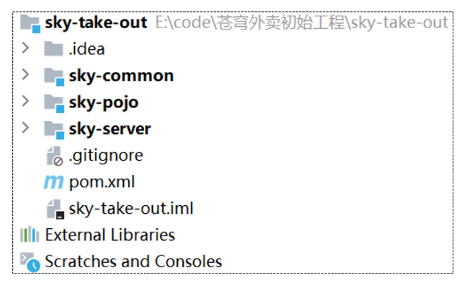 sky-take-out E:\code\苍穹外卖初始工程\sky-take-out
.idea
sky-common
sky-pojo
sky-server
.gitignore
pom.xml
sky-take-out.iml
External Libraries
Scratches and Consoles